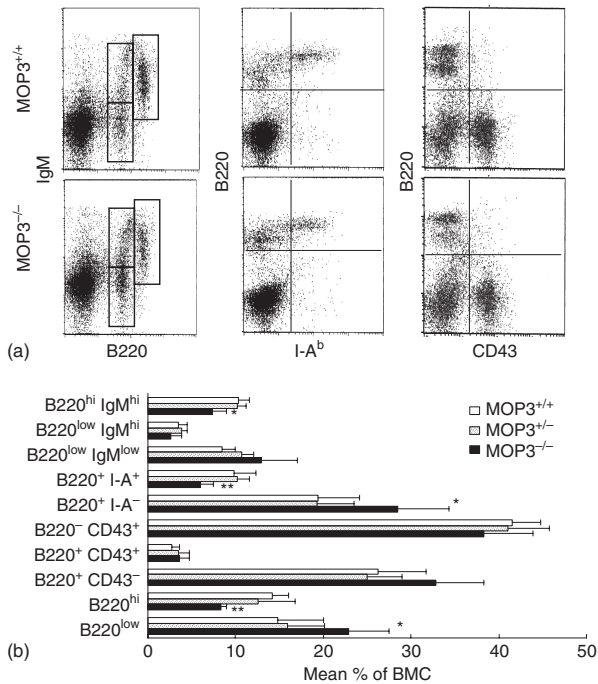 MOP3+/+
MOP3−/−
IgM
B220
B220
B220
I-Aᵇ
CD43
(a)
B220hi IgMhi
B220low IgMhi
B220low IgMlow
B220+ I-A+
B220+ I-A−
B220− CD43+
B220+ CD43+
B220+ CD43−
B220hi
B220low
*
**
*
**
*
MOP3+/+
MOP3+/−
MOP3−/−
0 10 20 30 40 50
Mean % of BMC
(b)